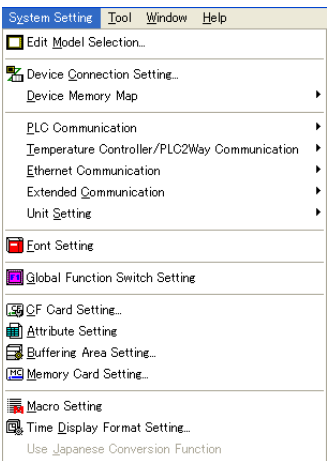 System Setting Tool Window Help
Edit Model Selection...
Device Connection Setting...
Device Memory Map
PLC Communication
Temperature Controller/PLC2Way Communication
Ethernet Communication
Extended Communication
Unit Setting
Font Setting
Global Function Switch Setting
CF Card Setting...
Attribute Setting
Buffering Area Setting...
MC Memory Card Setting...
Macro Setting
Time Display Format Setting...
Use Japanese Conversion Function